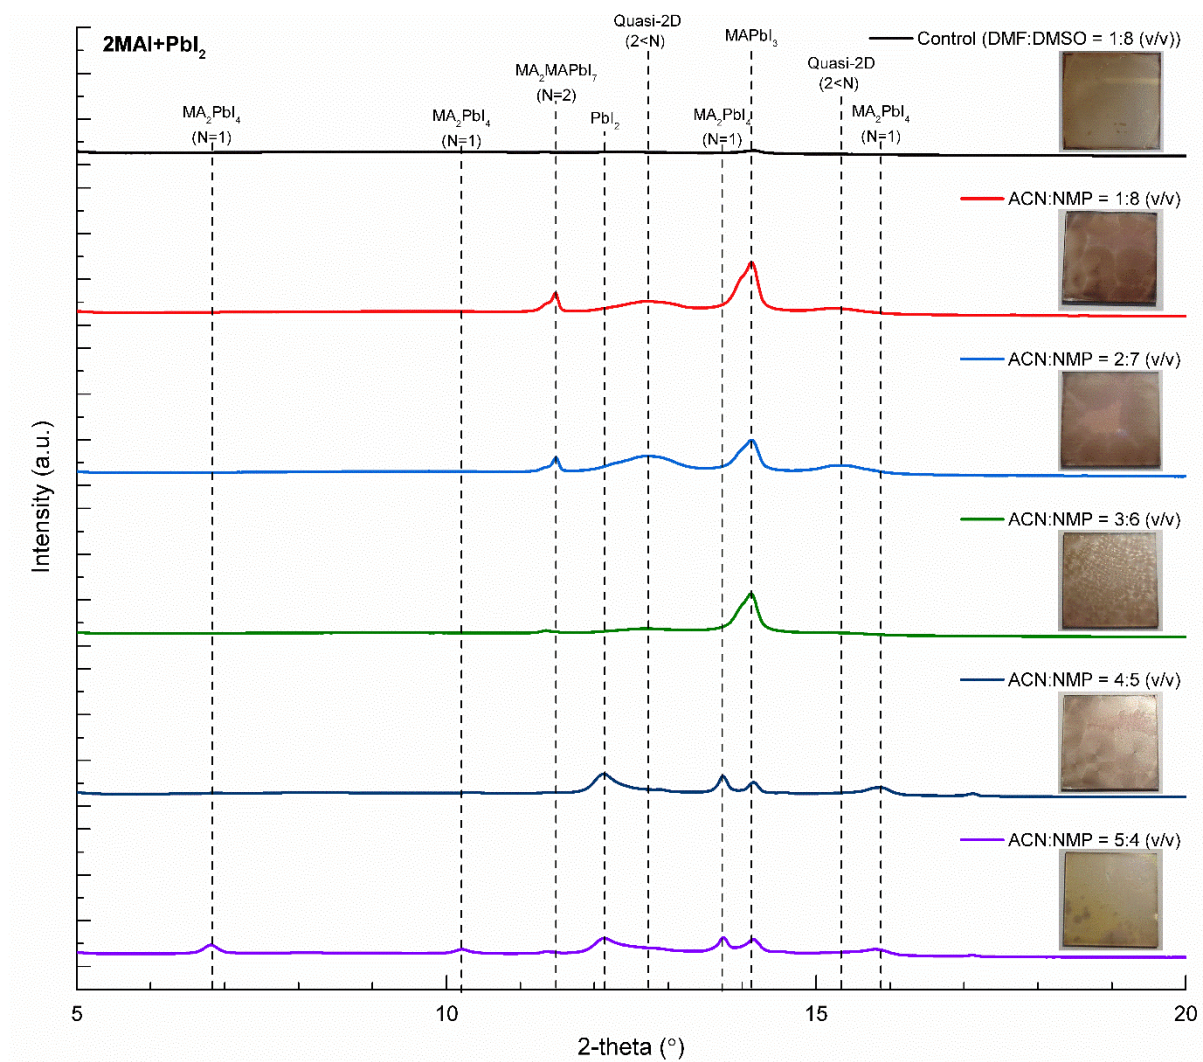 2MAI+PbI₂
Quasi-2D
(2<N)
MAPbI₃
Control (DMF:DMSO = 1:8 (v/v))
MA₂MAPbI₇
(N=2)
Quasi-2D
(2<N)
MA₂PbI₄
(N=1)
MA₂PbI₄
(N=1)
PbI₂
MA₂PbI₄
(N=1)
MA₂PbI₄
(N=1)
ACN:NMP = 1:8 (v/v)
ACN:NMP = 2:7 (v/v)
ACN:NMP = 3:6 (v/v)
ACN:NMP = 4:5 (v/v)
ACN:NMP = 5:4 (v/v)
Intensity (a.u.)
5
10
15
20
2-theta (°)